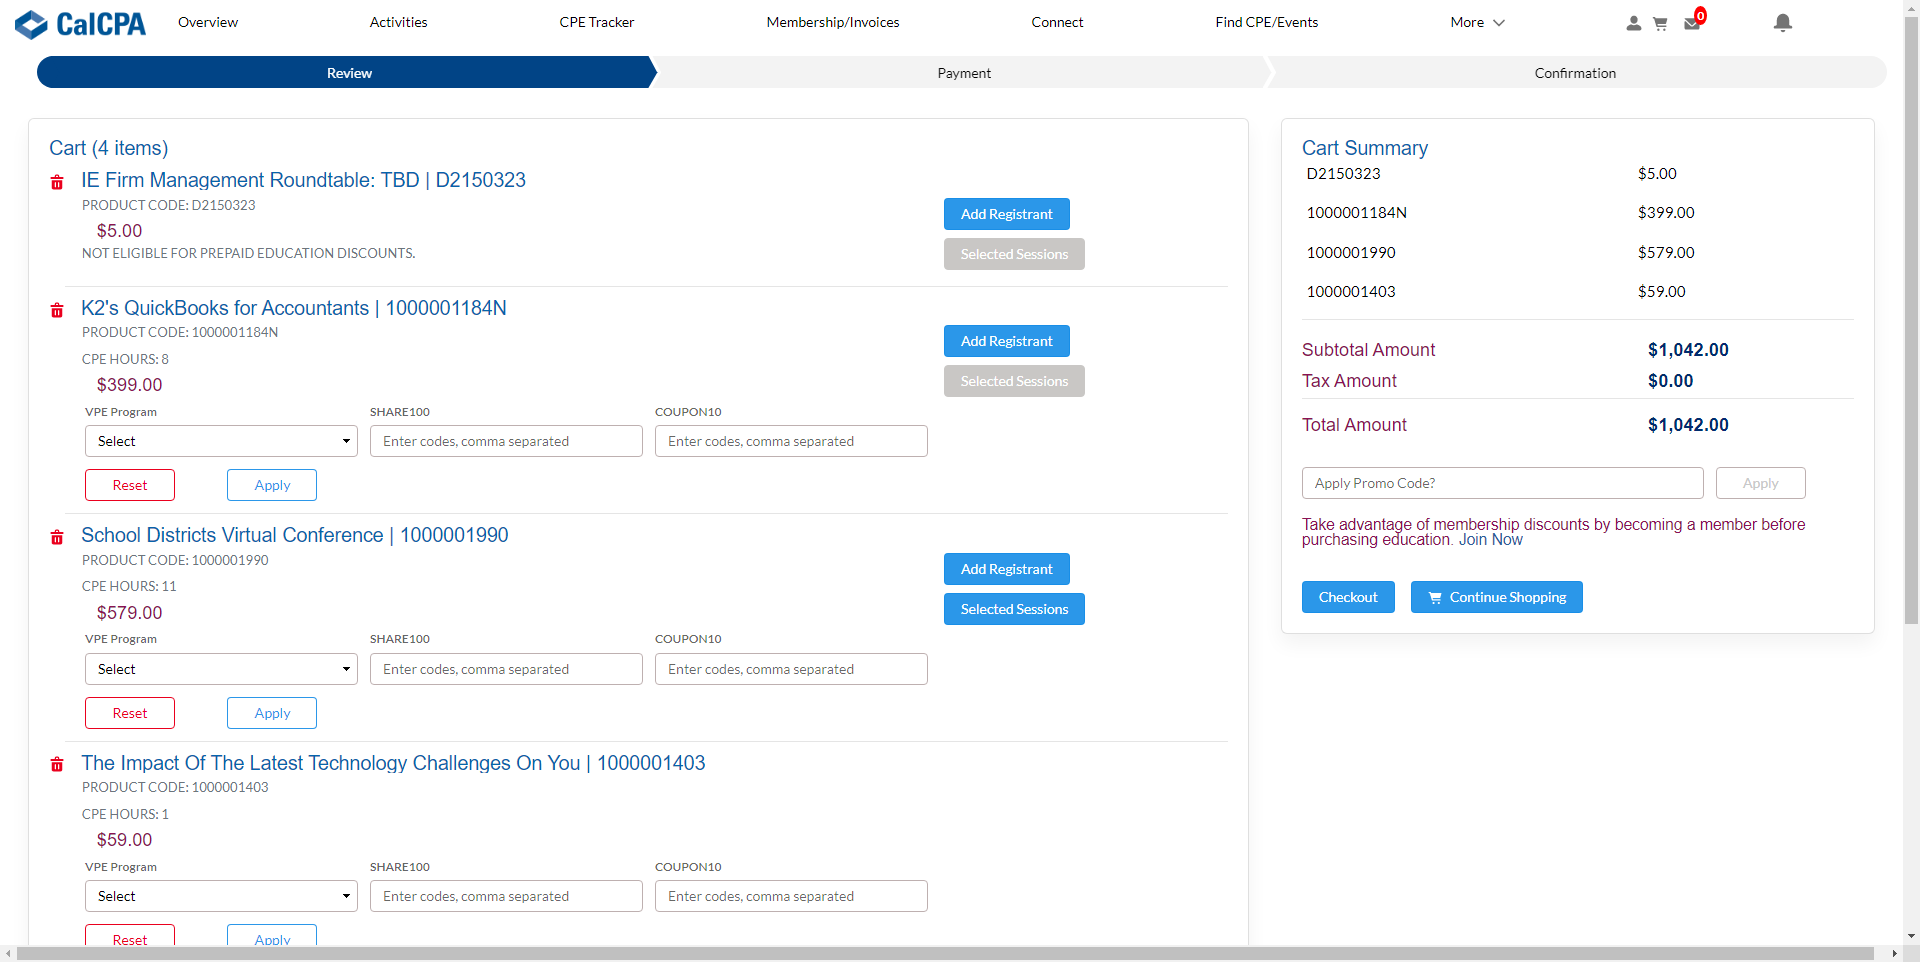 CalCPA
Overview
Activities
CPE Tracker
Membership/Invoices
Connect
Find CPE/Events
More
0
Review
Payment
Confirmation
Cart (4 items)
IE Firm Management Roundtable: TBD | D2150323
PRODUCT CODE: D2150323
$5.00
NOT ELIGIBLE FOR PREPAID EDUCATION DISCOUNTS.
Add Registrant
Selected Sessions
K2's QuickBooks for Accountants | 1000001184N
PRODUCT CODE: 1000001184N
CPE HOURS: 8
$399.00
Add Registrant
Selected Sessions
VPE Program
SHARE100
COUPON10
Select
Enter codes, comma separated
Enter codes, comma separated
Reset
Apply
School Districts Virtual Conference | 1000001990
PRODUCT CODE: 1000001990
CPE HOURS: 11
$579.00
Add Registrant
Selected Sessions
VPE Program
SHARE100
COUPON10
Select
Enter codes, comma separated
Enter codes, comma separated
Reset
Apply
The Impact Of The Latest Technology Challenges On You | 1000001403
PRODUCT CODE: 1000001403
CPE HOURS: 1
$59.00
VPE Program
SHARE100
COUPON10
Select
Enter codes, comma separated
Enter codes, comma separated
Reset
Apply
Cart Summary
D2150323 $5.00
1000001184N $399.00
1000001990 $579.00
1000001403 $59.00
Subtotal Amount $1,042.00
Tax Amount $0.00
Total Amount $1,042.00
Apply Promo Code?
Apply
Take advantage of membership discounts by becoming a member before
purchasing education. Join Now
Checkout
Continue Shopping